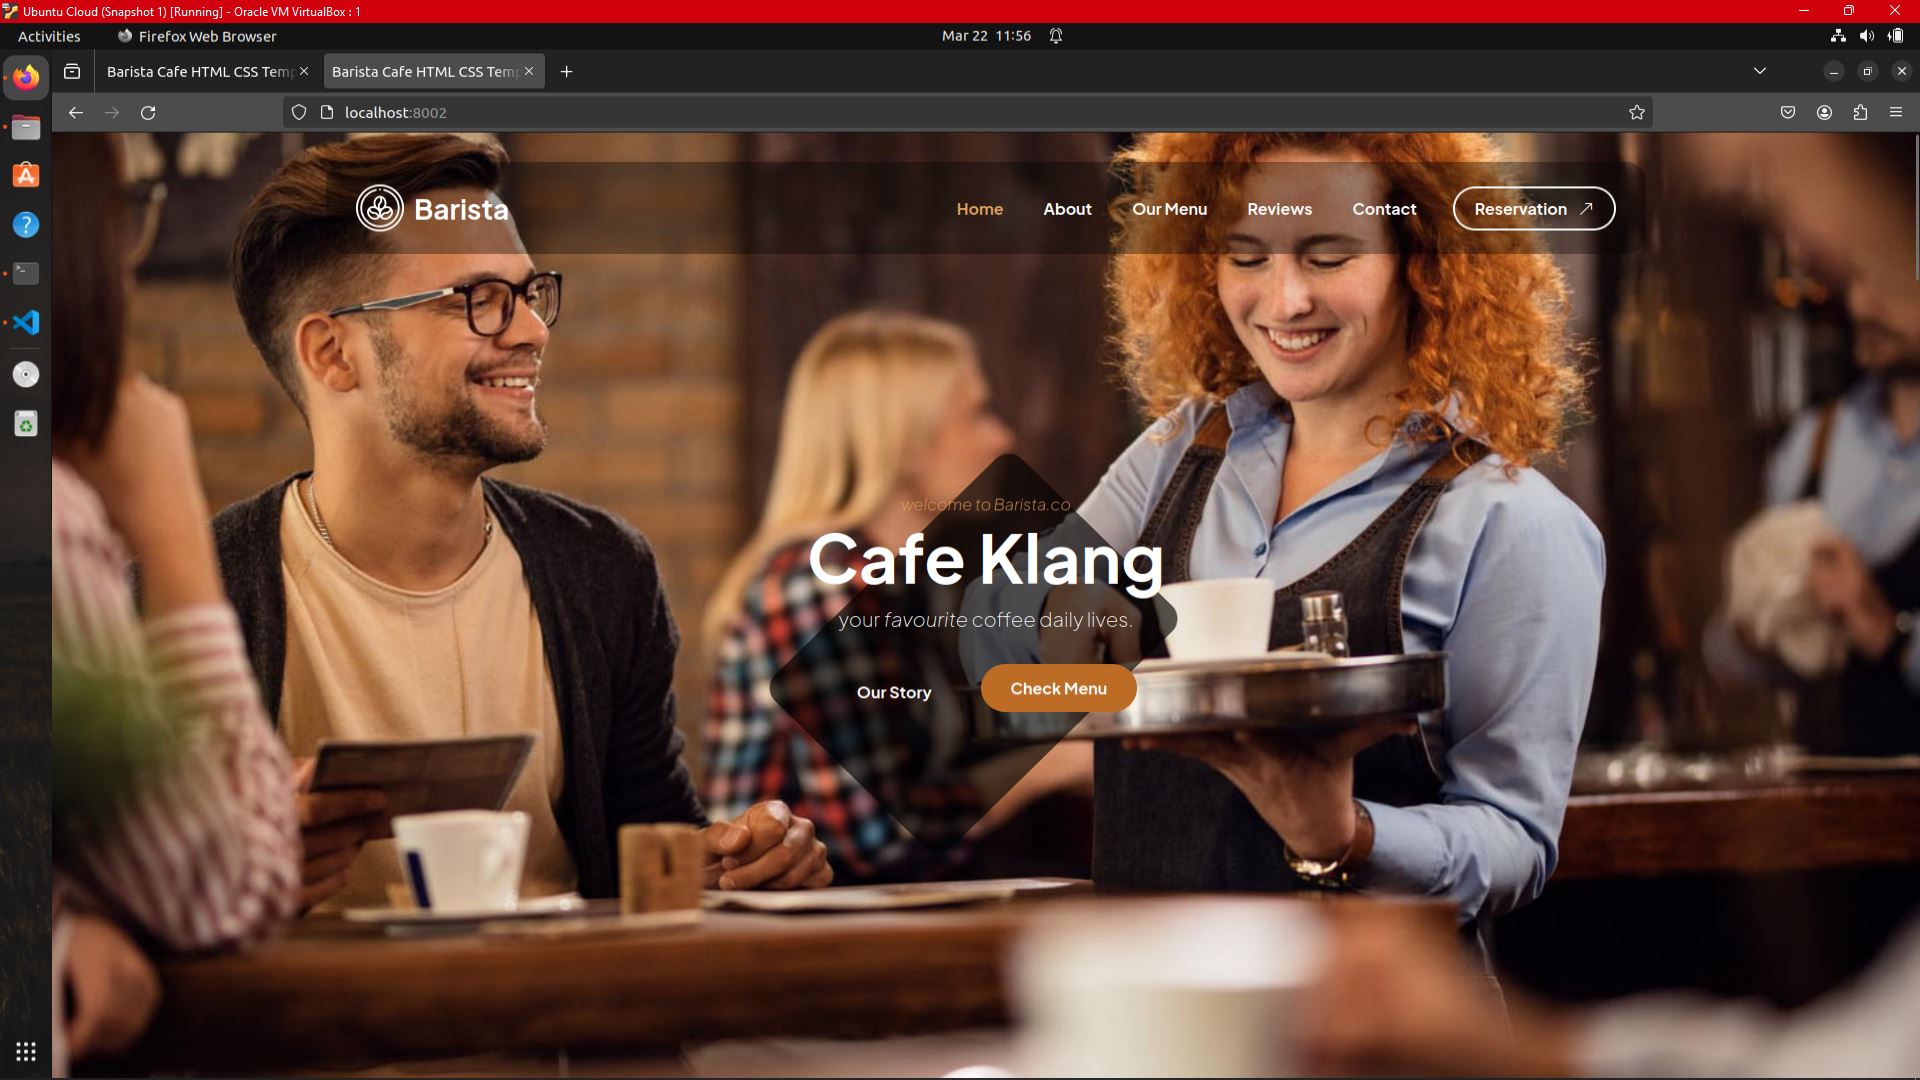 Ubuntu Cloud (Snapshot 1) [Running] - Oracle VM VirtualBox : 1
Activities
Firefox Web Browser
Mar 22 11:56
Barista Cafe HTML CSS Temp
Barista Cafe HTML CSS Temp
localhost:8002
Barista
Home
About
Our Menu
Reviews
Contact
Reservation
welcome to Barista.co
Cafe Klang
your favourite coffee daily lives.
Our Story
Check Menu